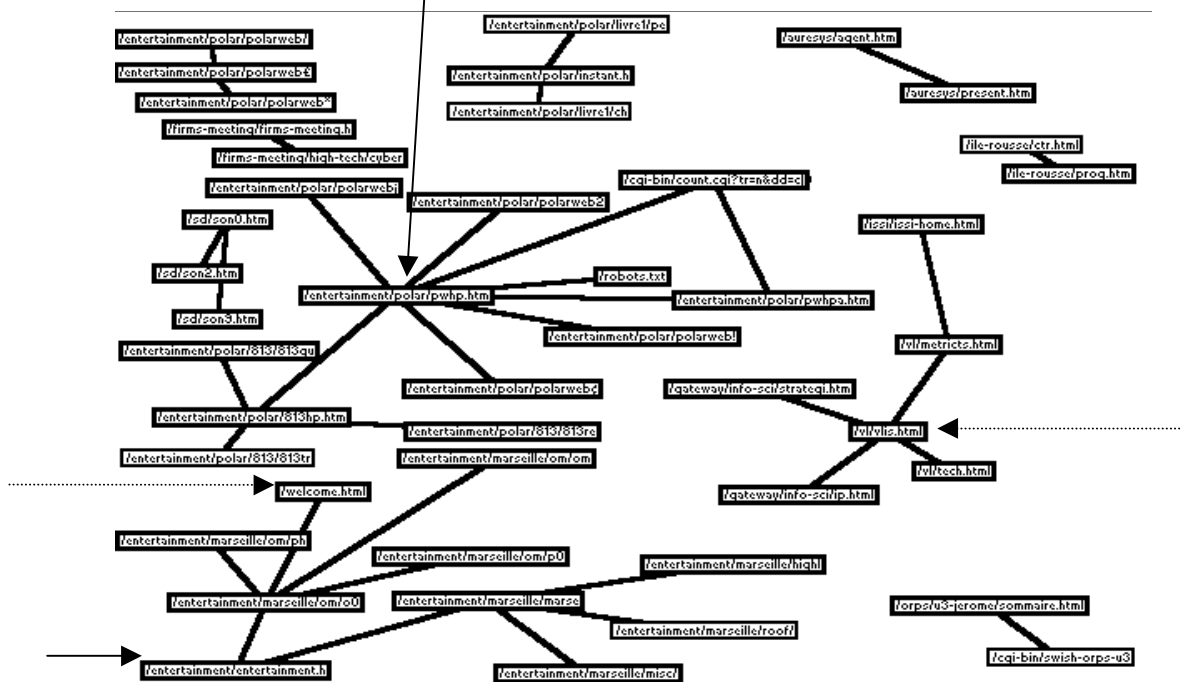 /entertainment/polar/livre1/pe
/entertainment/polar/polarweb/
/auresys/agent.htm
/entertainment/polar/polarweb€
/entertainment/polar/instant.h
/auresys/present.htm
/entertainment/polar/polarweb"
/entertainment/polar/livre1/ch
/firms-meeting/firms-meeting.h
/ile-rousse/ctr.html
/firms-meeting/high-tech/cyber
/ile-rousse/prog.htm
/cgi-bin/count.cgi?tr=n&dd=c|
/entertainment/polar/polarwebj
/entertainment/polar/polarweb2
/sd/son0.htm
/issi/issi-home.html
/sd/son2.htm
/robots.txt
/entertainment/polar/pwhp.htm
/entertainment/polar/pwhpa.htm
/sd/son3.htm
/entertainment/polar/polarweb!
/vl/metricts.html
/entertainment/polar/813/813qu
/entertainment/polar/polarweb¿
/gateway/info-sci/strategi.htm
/entertainment/polar/813hp.htm
/entertainment/polar/813/813re
/vl/vlis.html
/entertainment/polar/813/813tr
/entertainment/marseille/om/om
/vl/tech.html
/welcome.html
/gateway/info-sci/ip.html
/entertainment/marseille/om/ph
/entertainment/marseille/om/p0
/entertainment/marseille/highl
/entertainment/marseille/om/o0
/entertainment/marseille/marse
/orps/u3-jerome/sommaire.html
/entertainment/marseille/roof/
/cgi-bin/swish-orps-u3
/entertainment/entertainment.h
/entertainment/marseille/misc/